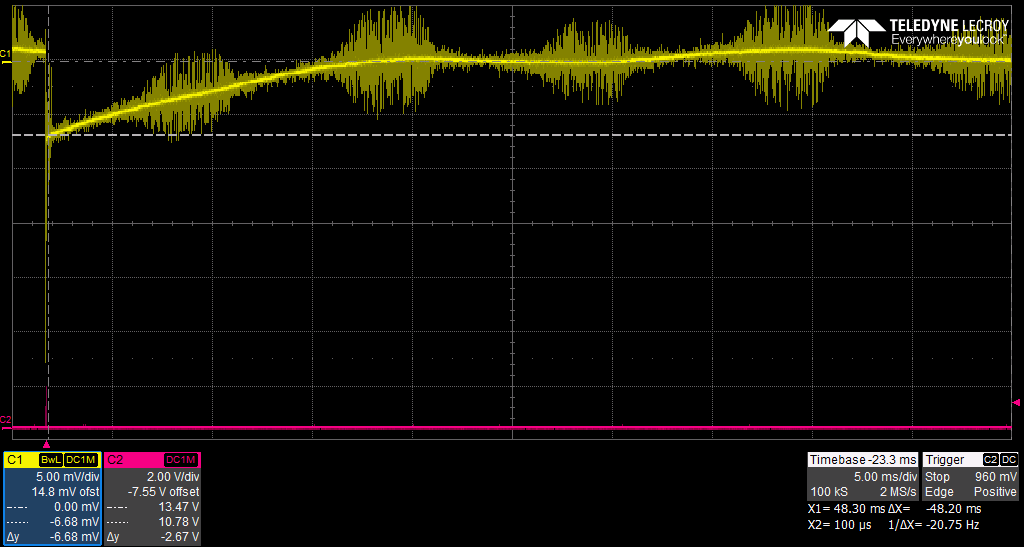 C1
TELEDYNE LECROY
Everywhereyoulook
C2
C1 BwL DC1M
5.00 mV/div
14.8 mV ofst
0.00 mV
-6.68 mV
Δy -6.68 mV
C2 DC1M
2.00 V/div
-7.55 V offset
13.47 V
10.78 V
Δy -2.67 V
Timebase -23.3 ms
5.00 ms/div
100 kS 2 MS/s
Trigger C2 DC
Stop 960 mV
Edge Positive
X1= 48.30 ms ΔX= -48.20 ms
X2= 100 µs 1/ΔX= -20.75 Hz